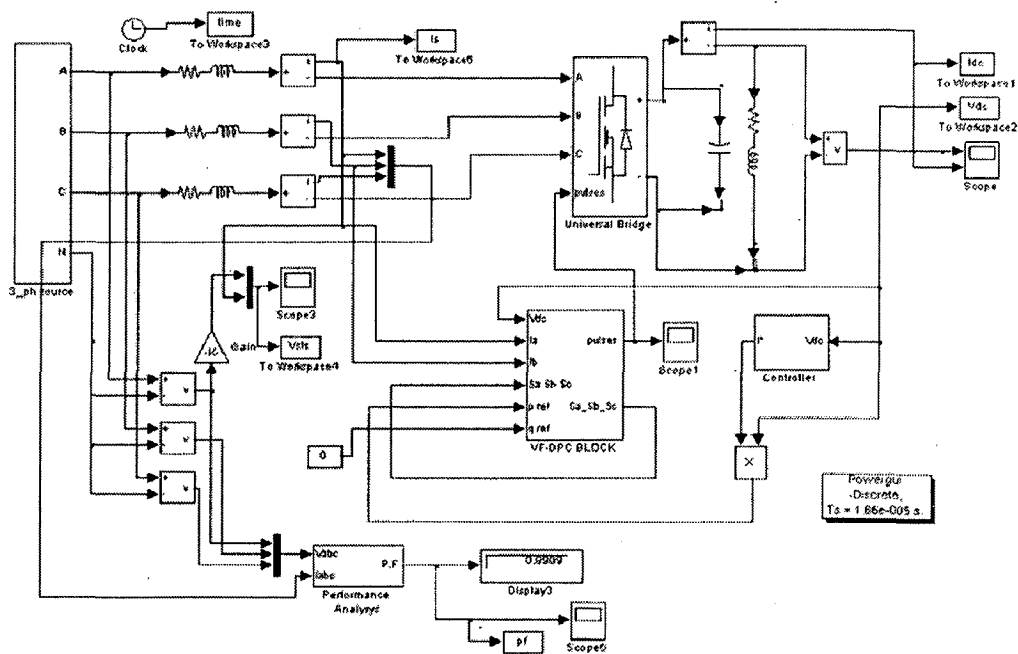 time
Clock
To Workspace3
Is
To Workspace6
A
B
C
N
3_ph source
A
B
C
pulses
Universal Bridge
Idc
To Workspace1
Vdc
To Workspace2
v
Scope
Scope3
Gain
Vsis
To Workspace4
Vdc
Ia
Ib
Sa Sb Sc
p ref
q ref
pulses
Sa_Sb_Sc
VF-DPC BLOCK
Scope1
I*
Vdc
Controller
0
×
v
v
v
Powergui
-Discrete,
Ts = 1.66e-005 s.
Vabc
Iabc
P.F
Performance
Display3
pf
Scope5